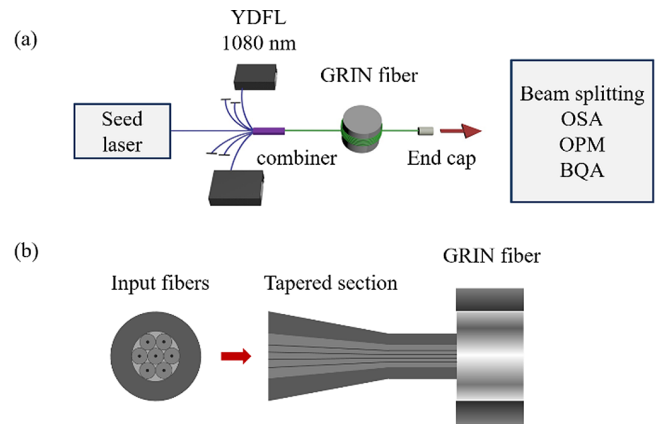 (a)
YDFL
1080 nm
GRIN fiber
Seed
laser
combiner
End cap
Beam splitting
OSA
OPM
BQA
(b)
GRIN fiber
Input fibers
Tapered section